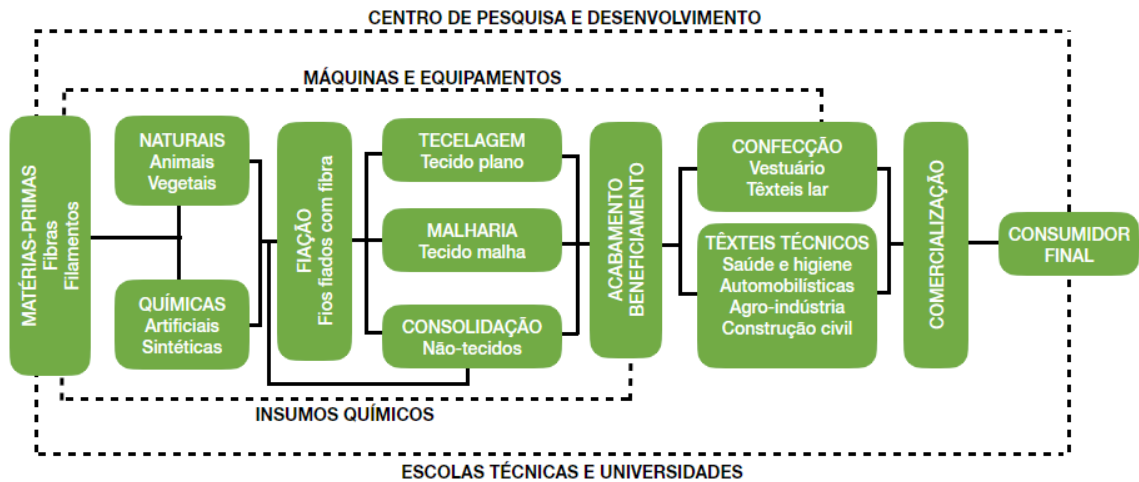 CENTRO DE PESQUISA E DESENVOLVIMENTO
MÁQUINAS E EQUIPAMENTOS
MATÉRIAS-PRIMAS
Fibras
Filamentos
NATURAIS
Animais
Vegetais
QUÍMICAS
Artificiais
Sintéticas
FIAÇÃO
Fios fiados com fibra
TECELAGEM
Tecido plano
MALHARIA
Tecido malha
CONSOLIDAÇÃO
Não-tecidos
ACABAMENTO
BENEFICIAMENTO
CONFECÇÃO
Vestuário
Têxteis lar
TÊXTEIS TÉCNICOS
Saúde e higiene
Automobilísticas
Agro-indústria
Construção civil
COMERCIALIZAÇÃO
CONSUMIDOR
FINAL
INSUMOS QUÍMICOS
ESCOLAS TÉCNICAS E UNIVERSIDADES